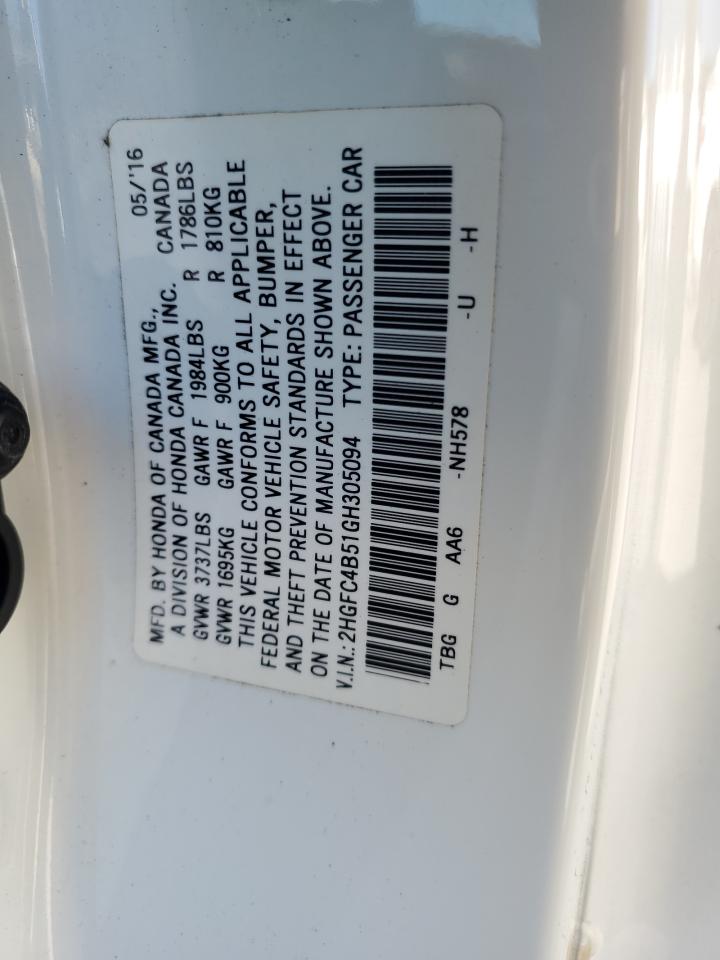 MFD. BY HONDA OF CANADA MFG., 05/'16
A DIVISION OF HONDA CANADA INC. CANADA
GVWR 3737LBS GAWR F 1984LBS R 1786LBS
GVWR 1695KG GAWR F 900KG R 810KG
THIS VEHICLE CONFORMS TO ALL APPLICABLE
FEDERAL MOTOR VEHICLE SAFETY, BUMPER,
AND THEFT PREVENTION STANDARDS IN EFFECT
ON THE DATE OF MANUFACTURE SHOWN ABOVE.
V.I.N.: 2HGFC4B51GH305094 TYPE: PASSENGER CAR
TBG G AA6 -NH578 -U -H